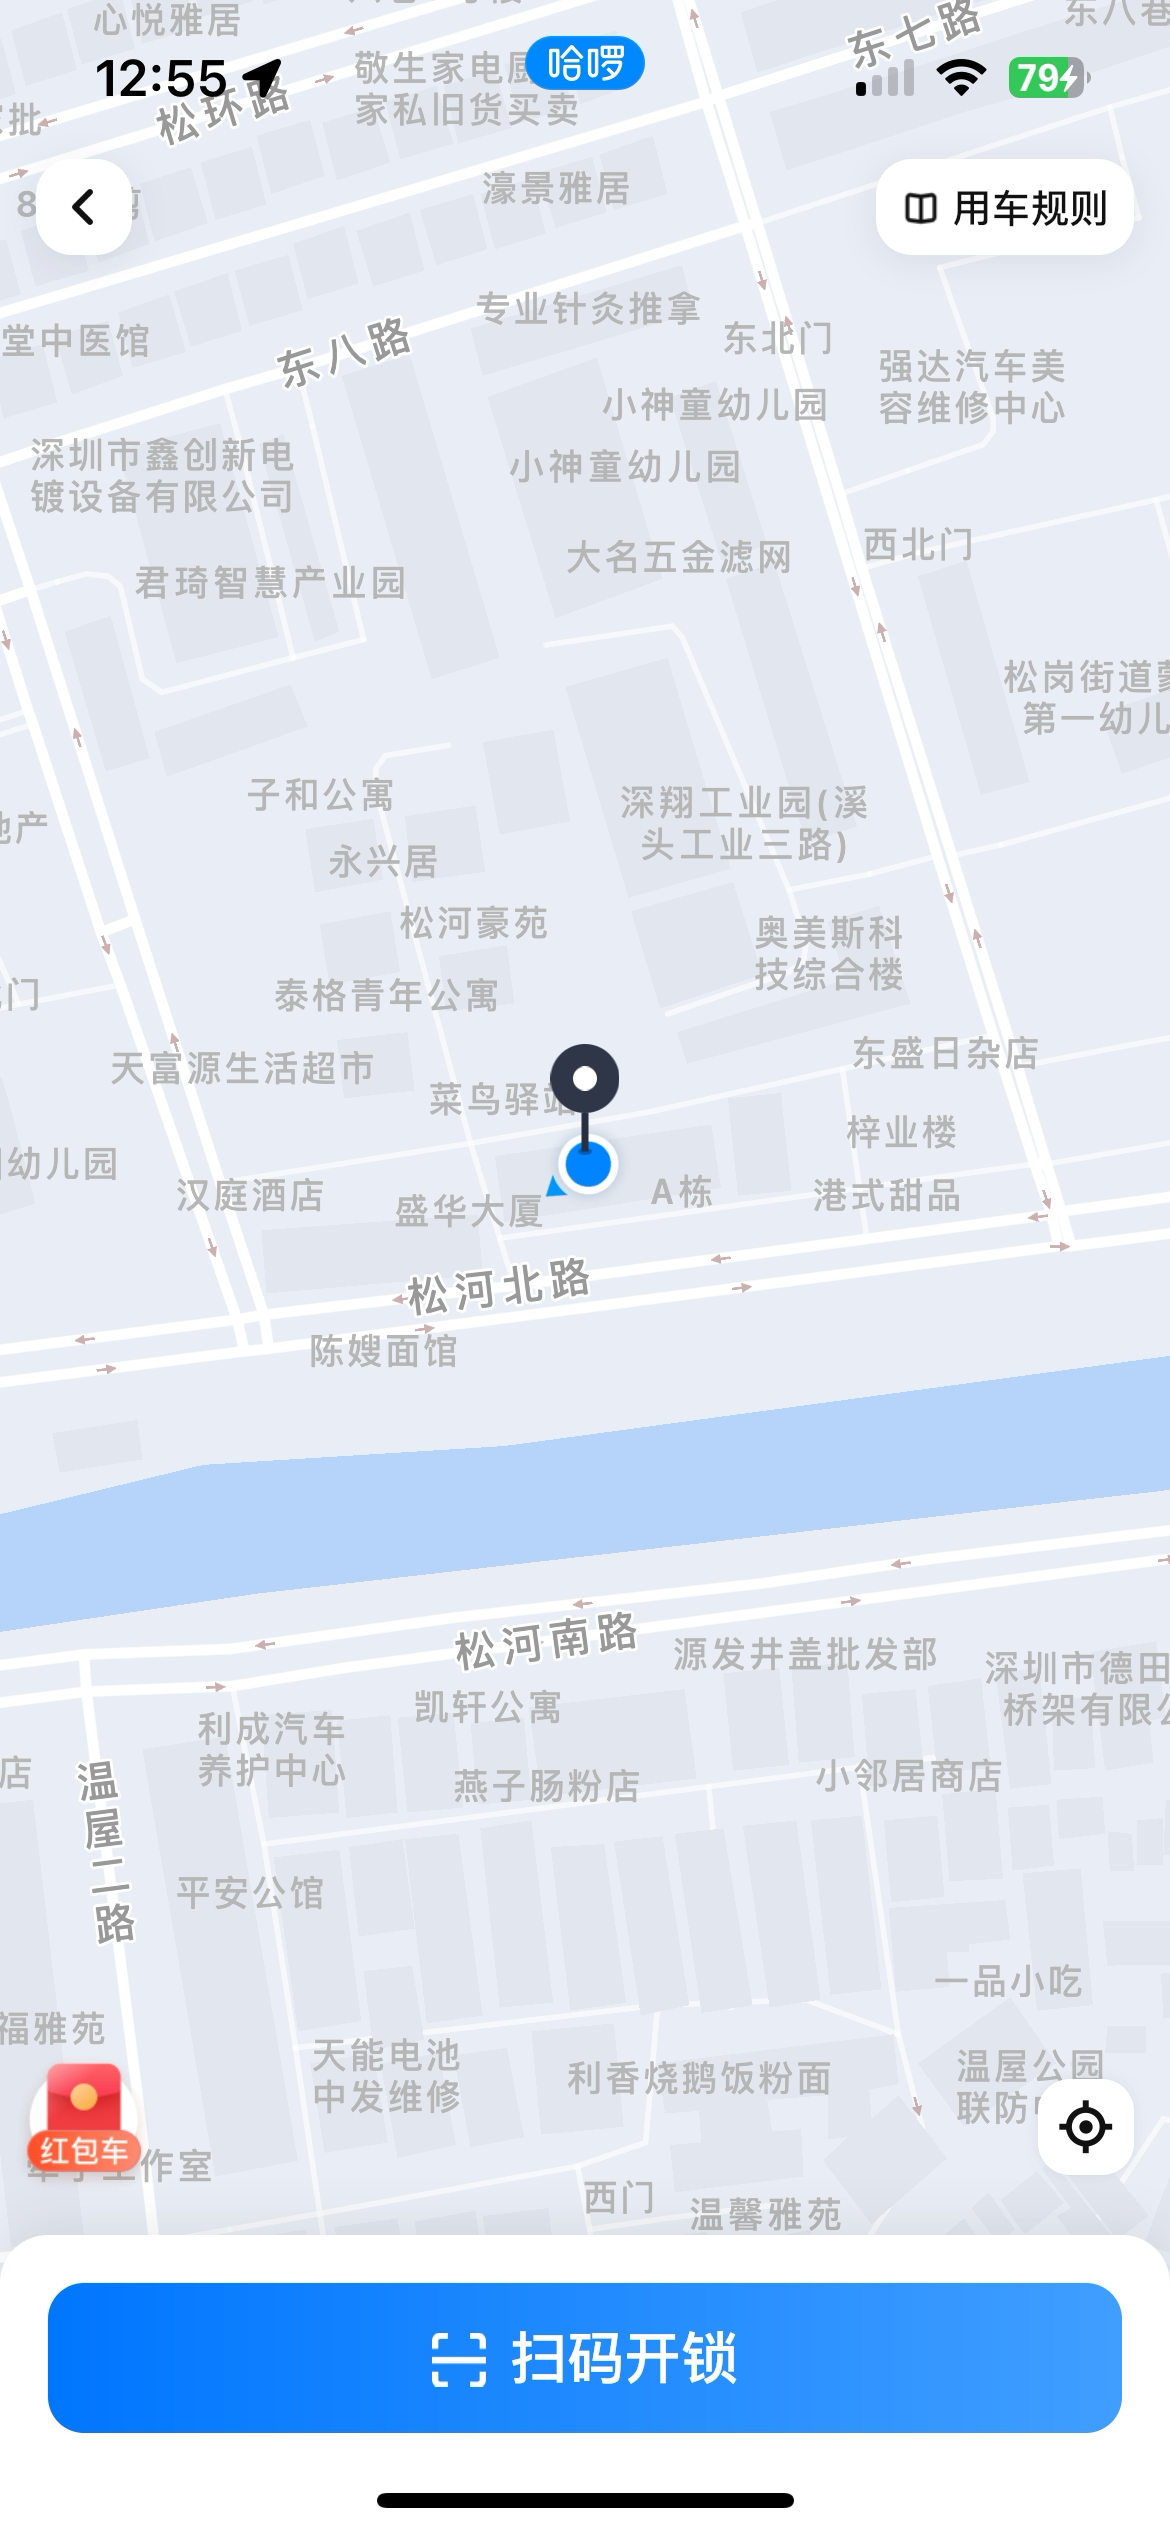 心悦雅居
东八巷
东七路
12:55
哈啰
79
敬生家电
家私旧货买卖
松环路
批
8
濠景雅居
用车规则
专业针灸推拿
东北门
堂中医馆
东八路
强达汽车美
容维修中心
小神童幼儿园
深圳市鑫创新电
镀设备有限公司
小神童幼儿园
西北门
大名五金滤网
君琦智慧产业园
松岗街道
第一幼儿
子和公寓
深翔工业园(溪
头工业三路)
地产
永兴居
松河豪苑
奥美斯科
技综合楼
门
泰格青年公寓
天富源生活超市
东盛日杂店
菜鸟驿站
梓业楼
幼儿园
汉庭酒店
盛华大厦
A栋
港式甜品
松河北路
陈嫂面馆
松河南路
源发井盖批发部
深圳市德田
桥架有限公
凯轩公寓
利成汽车
养护中心
店
温屋二路
燕子肠粉店
小邻居商店
平安公馆
一品小吃
福雅苑
天能电池
中发维修
利香烧鹅饭粉面
温屋公园
联防
红包车
工作室
西门
温馨雅苑
扫码开锁